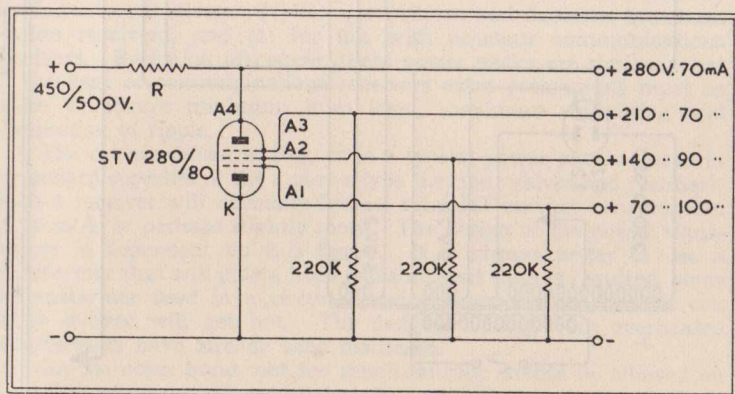 + 450/500V.
R
A4
A3
A2
A1
STV 280/80
K
+ 280V. 70mA
+ 210 ,, 70 ,,
+ 140 ,, 90 ,,
+ 70 ,, 100 ,,
220K 220K 220K
- -